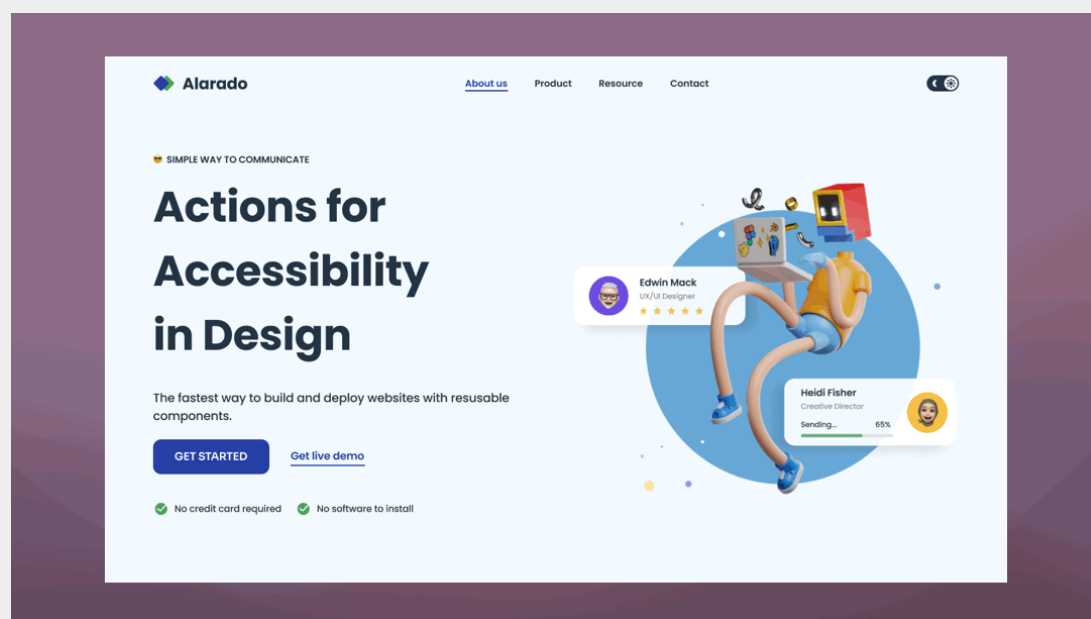 Alarado
About us
Product
Resource
Contact
SIMPLE WAY TO COMMUNICATE
Actions for
Accessibility
in Design
The fastest way to build and deploy websites with resusable
components.
GET STARTED
Get live demo
No credit card required
No software to install
Edwin Mack
UX/UI Designer
Heidi Fisher
Creative Director
Sending...
65%